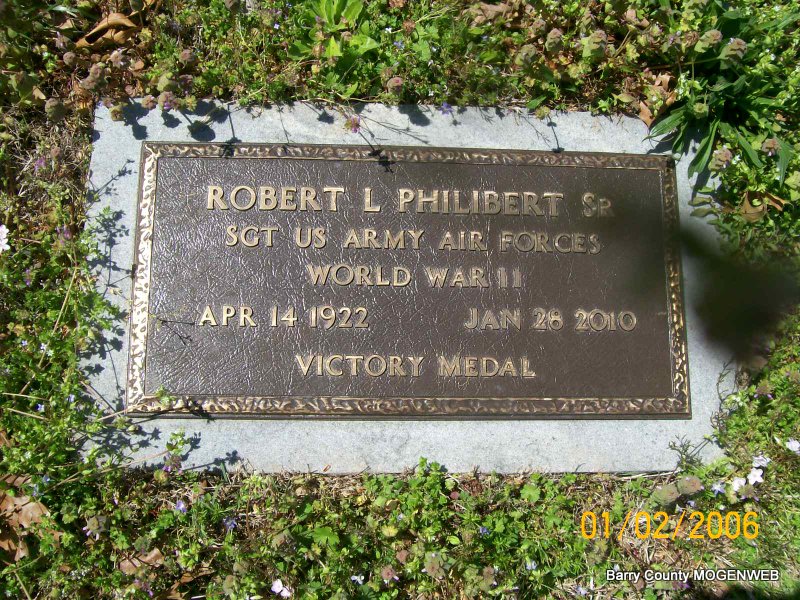 ROBERT L PHILIBERT SR
SGT US ARMY AIR FORCES
WORLD WAR II
APR 14 1922 JAN 28 2010
VICTORY MEDAL
01/02/2006
Barry County MOGENWEB